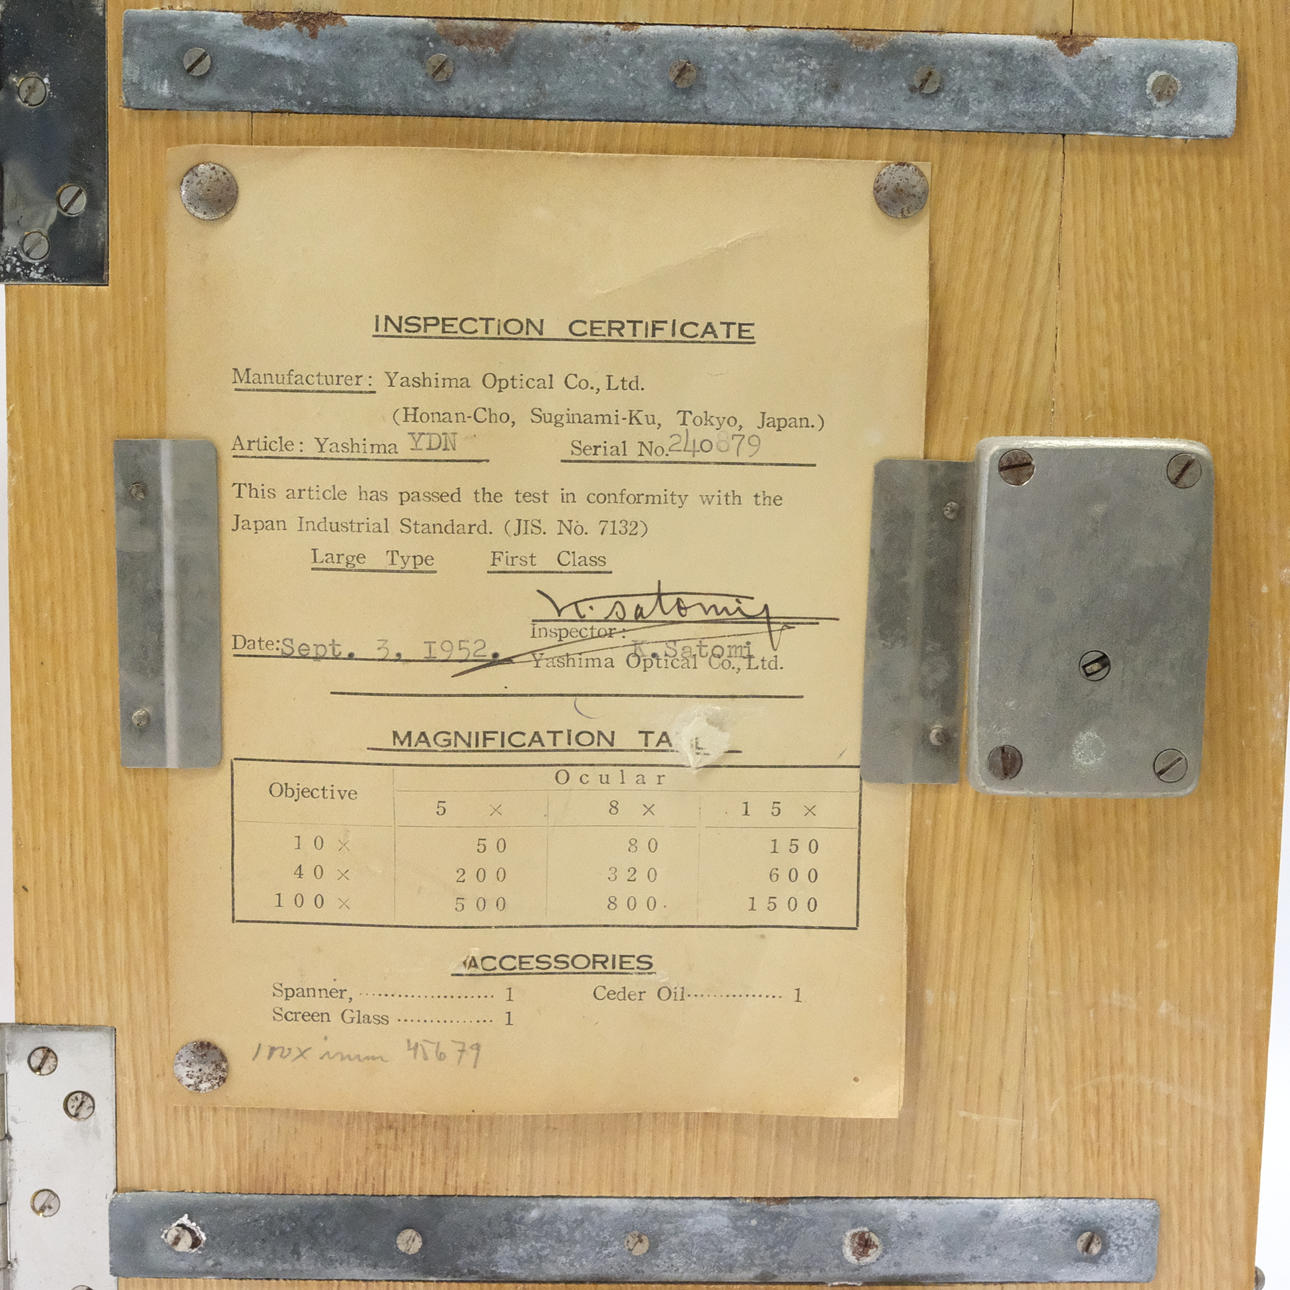 INSPECTION CERTIFICATE
Manufacturer: Yashima Optical Co., Ltd.
(Honan-Cho, Suginami-Ku, Tokyo, Japan.)
Article: Yashima YDN Serial No. 240879
This article has passed the test in conformity with the
Japan Industrial Standard. (JIS. No. 7132)
Large Type First Class
K. Satomi
Inspector:
Date: Sept. 3, 1952. K. Satomi
Yashima Optical Co., Ltd.
MAGNIFICATION
Objective Ocular
5 × 8 × 15 ×
10 × 50 80 150
40 × 200 320 600
100 × 500 800 1500
ACCESSORIES
Spanner, ...................... 1 Ceder Oil ............... 1
Screen Glass ............... 1
100X imm 45679